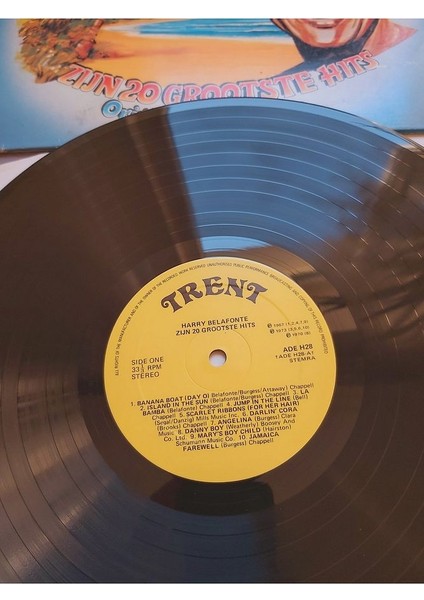 ZIJN 20 GROOTSTE HITS
TRENT
HARRY BELAFONTE
ZIJN 20 GROOTSTE HITS
SIDE ONE
33⅓ RPM
STEREO
ADE H28
1ADE H28-A1
STEMRA
1. BANANA BOAT (DAY O) (Belafonte/Burgess/Attaway) Chappell
2. ISLAND IN THE SUN (Belafonte/Burgess) Chappell 3. LA
BAMBA (Belafonte) Chappell 4. JUMP IN THE LINE (Bell)
Chappell 5. SCARLET RIBBONS (FOR HER HAIR)
(Segal/Danzig) Mills Music Inc. 6. DARLIN' CORA
(Brooks) Chappell 7. ANGELINA (Burgess) Clara
Music 8. DANNY BOY (Weatherly) Boosey And
Co. Ltd. 9. MARY'S BOY CHILD (Hairston)
Schumann Music Co. 10 JAMAICA
FAREWELL (Burgess) Chappell